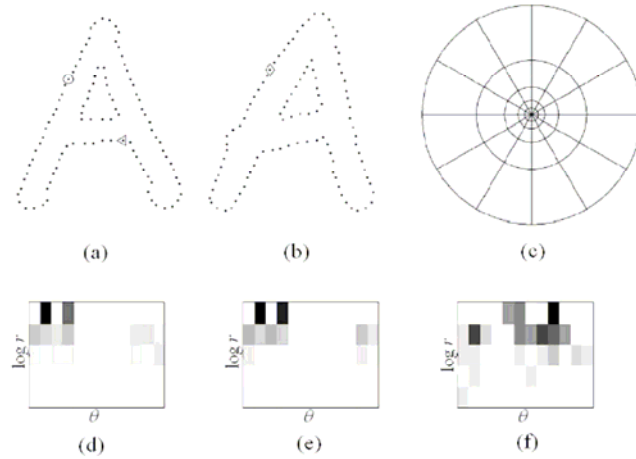 (a) (b) (c)
log r log r log r
θ θ θ
(d) (e) (f)